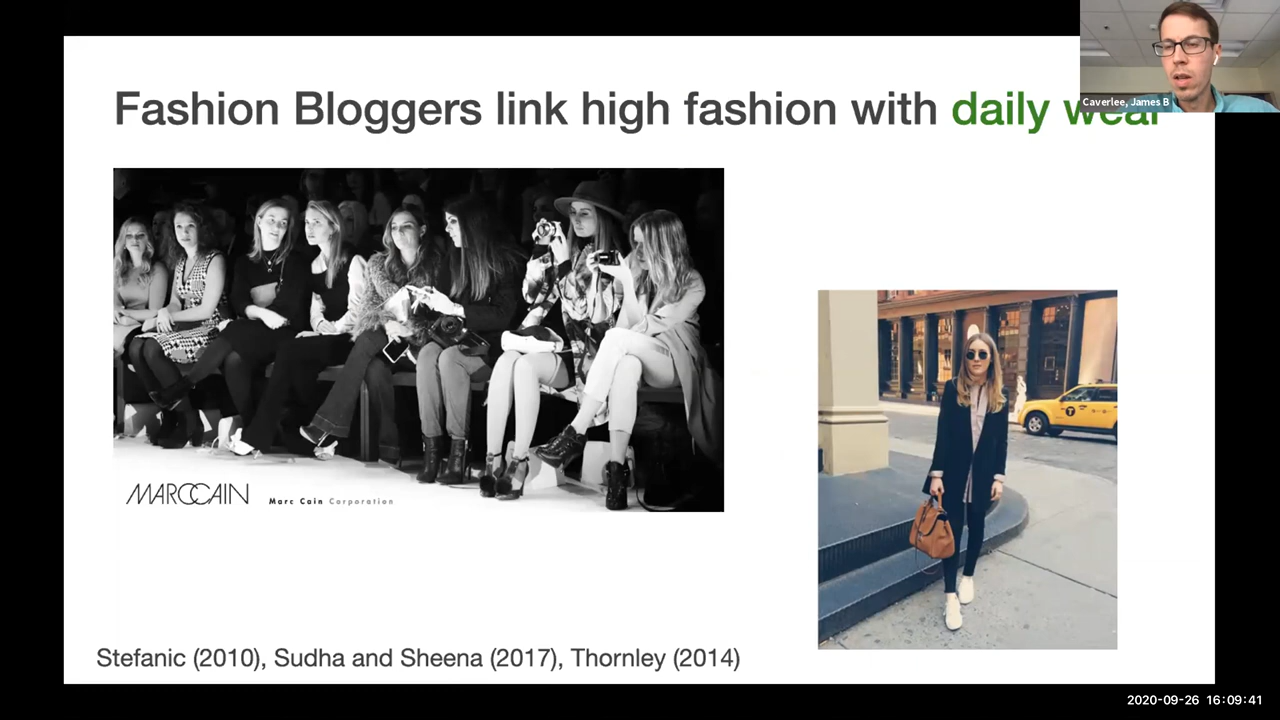 Fashion Bloggers link high fashion with daily wear
Caverlee, James B
MARCCAIN
Marc Cain Corporation
T
Stefanic (2010), Sudha and Sheena (2017), Thornley (2014)
2020-09-26 16:09:41